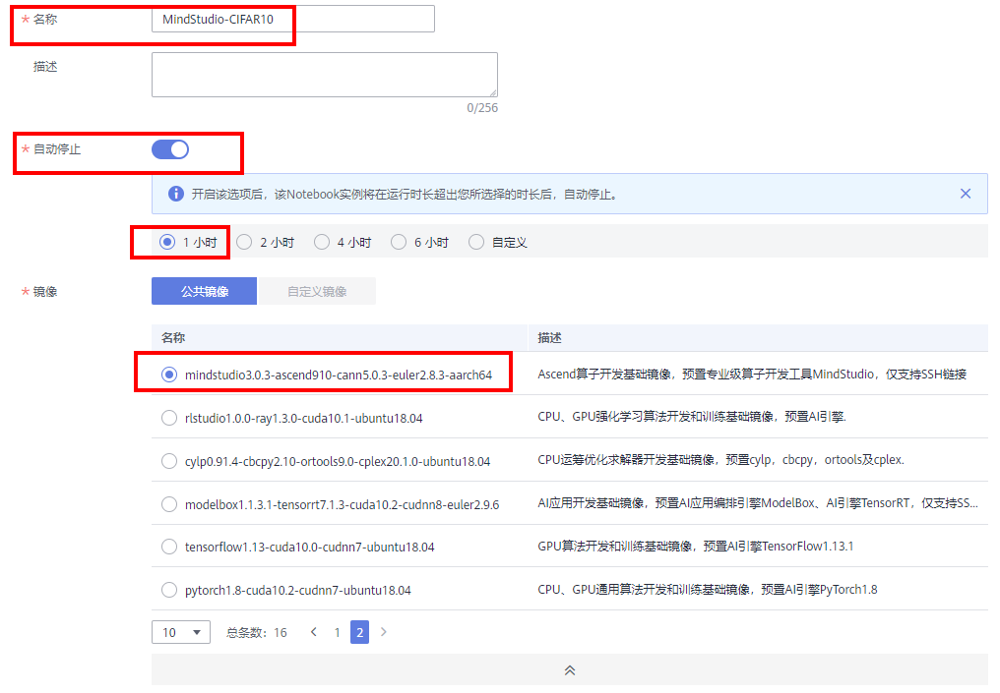 * 名称 MindStudio-CIFAR10
描述
0/256
* 自动停止
开启该选项后，该Notebook实例将在运行时长超出您所选择的时长后，自动停止。
1 小时 2 小时 4 小时 6 小时 自定义
* 镜像 公共镜像 自定义镜像
名称 描述
mindstudio3.0.3-ascend910-cann5.0.3-euler2.8.3-aarch64 Ascend算子开发基础镜像，预置专业级算子开发工具MindStudio，仅支持SSH链接
rlstudio1.0.0-ray1.3.0-cuda10.1-ubuntu18.04 CPU、GPU强化学习算法开发和训练基础镜像，预置AI引擎.
cylp0.91.4-cbcpy2.10-ortools9.0-cplex20.1.0-ubuntu18.04 CPU运筹优化求解器开发基础镜像，预置cylp，cbcpy，ortools及cplex.
modelbox1.1.3.1-tensorrt7.1.3-cuda10.2-cudnn8-euler2.9.6 AI应用开发基础镜像，预置AI应用编排引擎ModelBox、AI引擎TensorRT，仅支持SS...
tensorflow1.13-cuda10.0-cudnn7-ubuntu18.04 GPU算法开发和训练基础镜像，预置AI引擎TensorFlow1.13.1
pytorch1.8-cuda10.2-cudnn7-ubuntu18.04 CPU、GPU通用算法开发和训练基础镜像，预置AI引擎PyTorch1.8
10 总条数：16 < 1 2 >